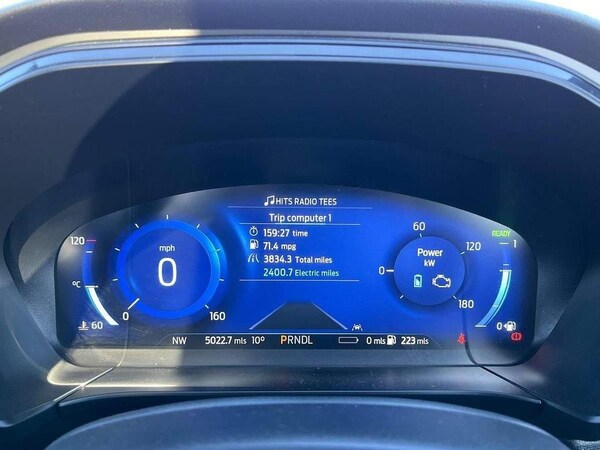 HITS RADIO TEES
Trip computer 1
159:27 time
71.4 mpg
3834.3 Total miles
2400.7 Electric miles
120
°C
60
mph
0
0
160
60
0
120
180
Power
kW
READY
1
0
NW 5022.7 mls 10° PRNDL 0 mls 223 mls